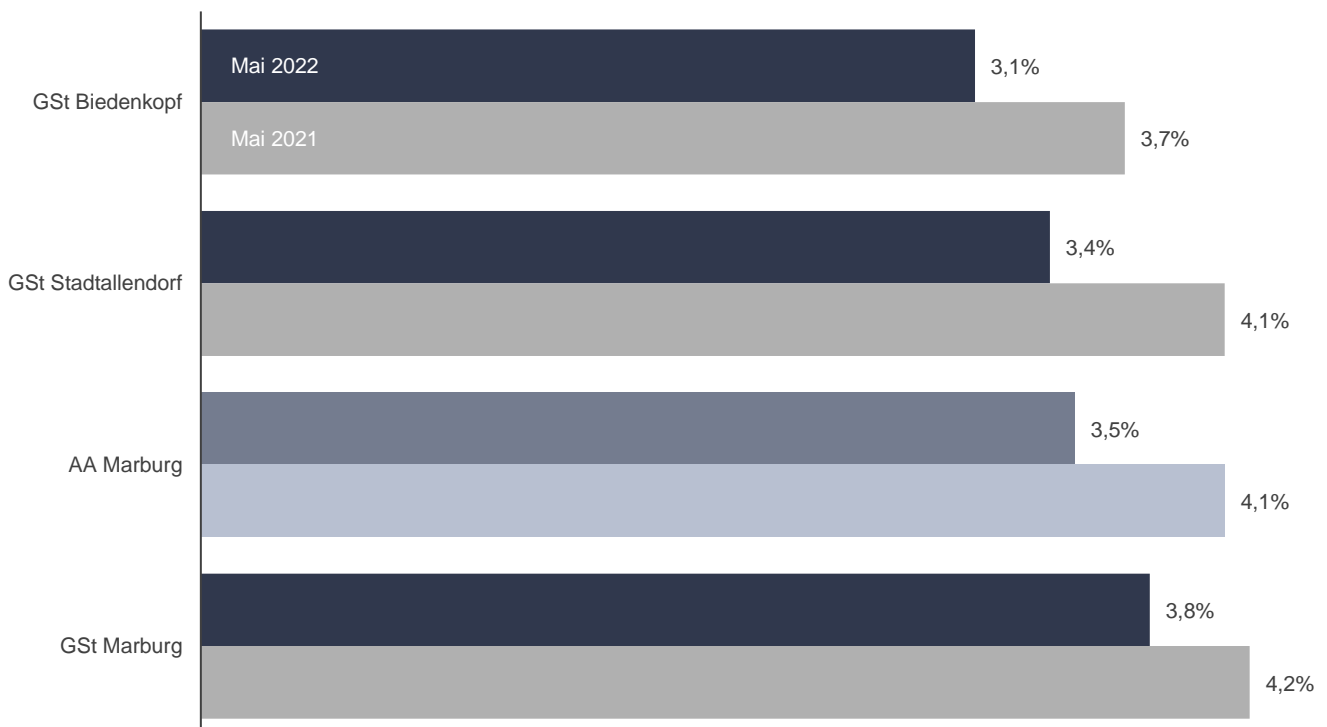 Mai 2022
3,1%
GSt Biedenkopf
Mai 2021
3,7%
3,4%
GSt Stadtallendorf
4,1%
3,5%
AA Marburg
4,1%
3,8%
GSt Marburg
4,2%